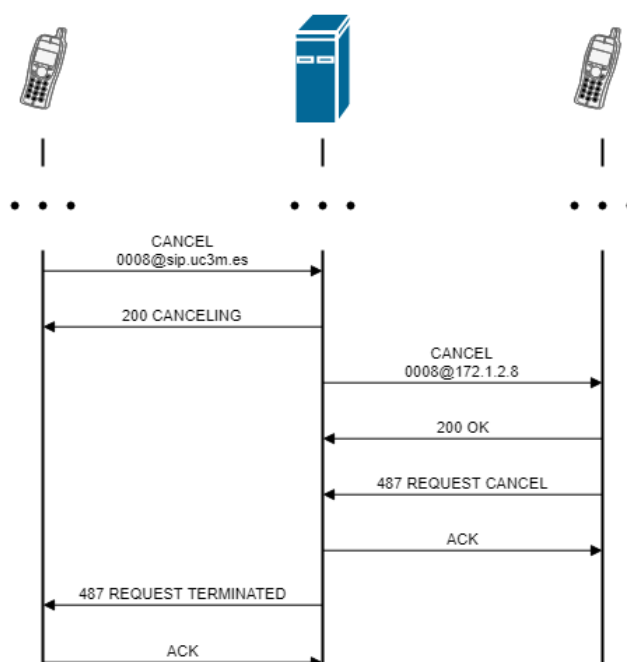 CANCEL
0008@sip.uc3m.es
200 CANCELING
CANCEL
0008@172.1.2.8
200 OK
487 REQUEST CANCEL
ACK
487 REQUEST TERMINATED
ACK